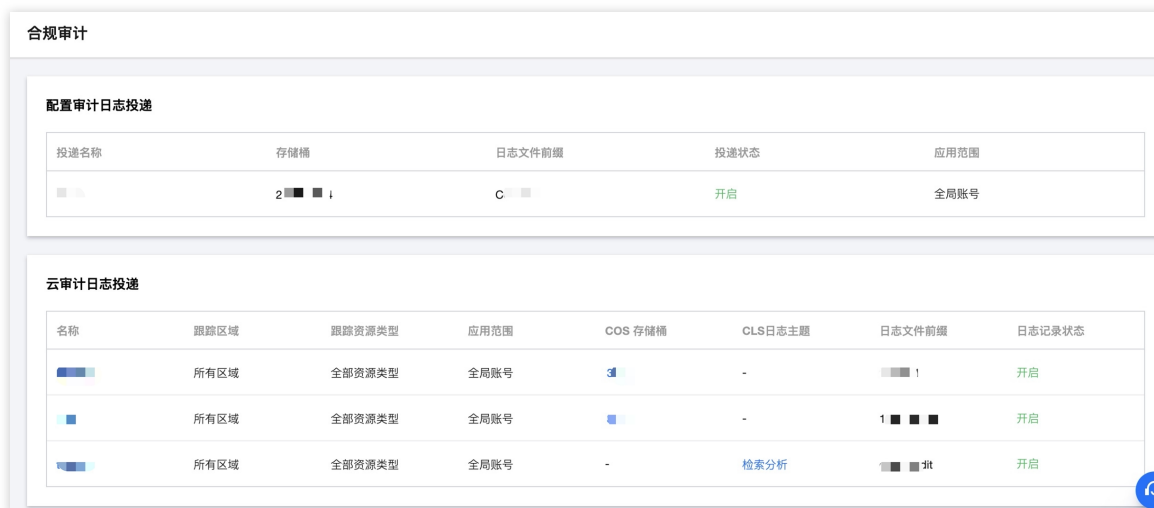 合规审计
配置审计日志投递
投递名称 存储桶 日志文件前缀 投递状态 应用范围
开启 全局账号
云审计日志投递
名称 跟踪区域 跟踪资源类型 应用范围 COS 存储桶 CLS日志主题 日志文件前缀 日志记录状态
所有区域 全部资源类型 全局账号 - 开启
所有区域 全部资源类型 全局账号 - 开启
所有区域 全部资源类型 全局账号 - 检索分析 开启